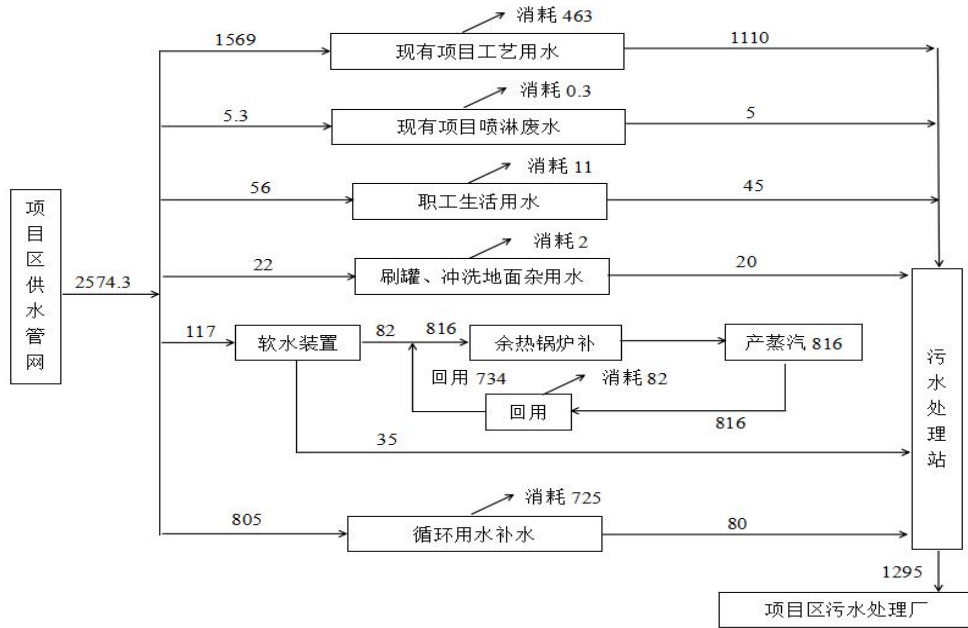 消耗 463
1569
现有项目工艺用水
1110
消耗 0.3
5.3
现有项目喷淋废水
5
消耗 11
56
职工生活用水
45
项目区供水管网
2574.3
消耗 2
22
刷罐、冲洗地面杂用水
20
117
软水装置
82
816
余热锅炉补
产蒸汽 816
回用 734
消耗 82
回用
816
35
污水处理站
消耗 725
805
循环用水补水
80
1295
项目区污水处理厂